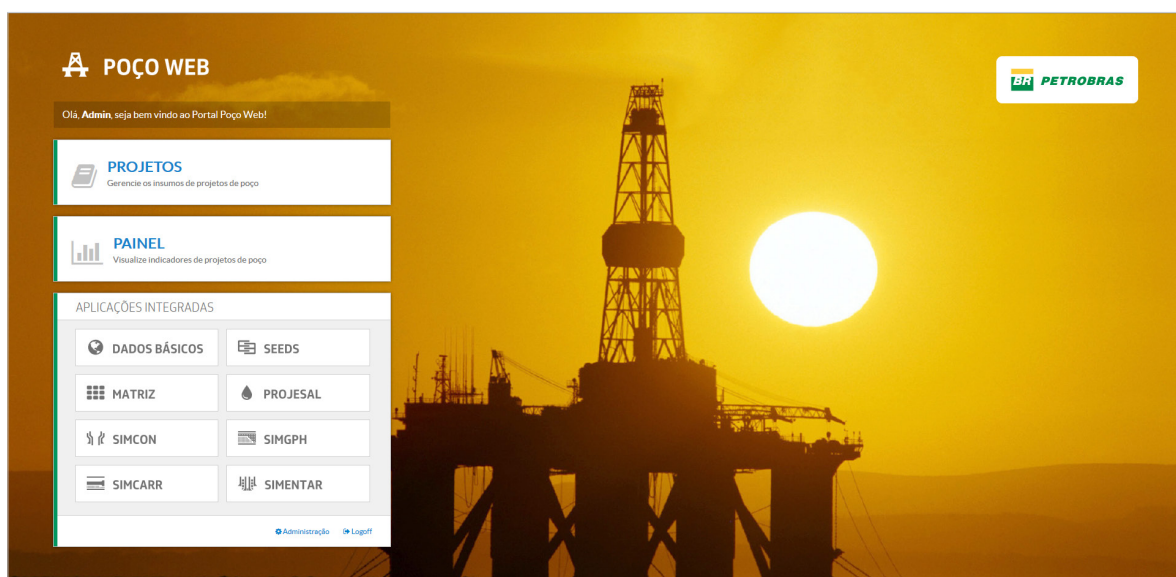 POÇO WEB
BR PETROBRAS
Olá, Admin, seja bem vindo ao Portal Poço Web!
PROJETOS
Gerencie os insumos de projetos de poço
PAINEL
Visualize indicadores de projetos de poço
APLICAÇÕES INTEGRADAS
DADOS BÁSICOS
SEEDS
MATRIZ
PROJESAL
SIMCON
SIMGPH
SIMCARR
SIMENTAR
Administração
Logoff